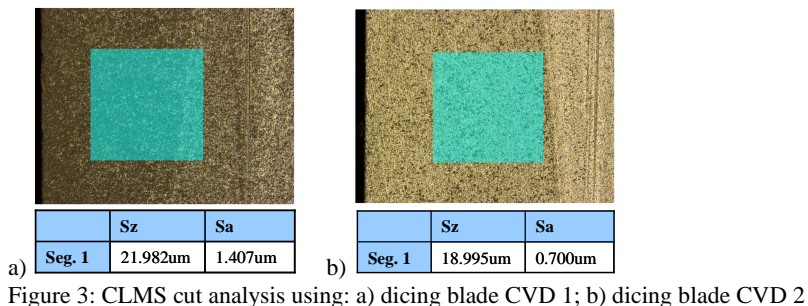 Sz Sa
Seg. 1 21.982um 1.407um
a)
Sz Sa
Seg. 1 18.995um 0.700um
b)
Figure 3: CLMS cut analysis using: a) dicing blade CVD 1; b) dicing blade CVD 2